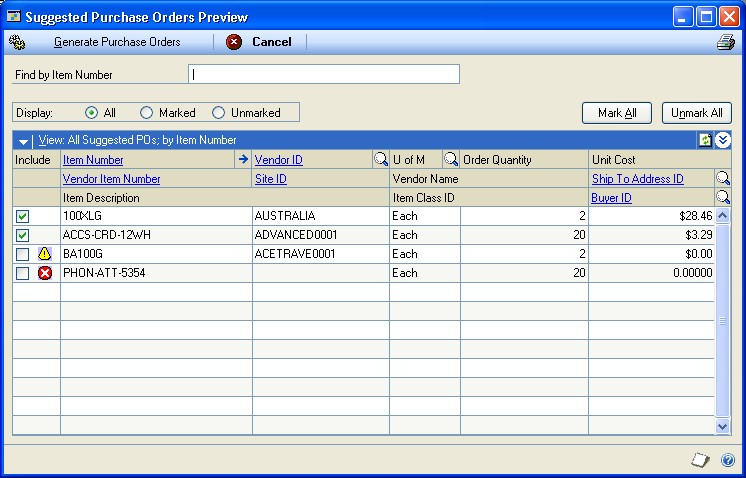 Suggested Purchase Orders Preview
Generate Purchase Orders Cancel
Find by Item Number
Display: All Marked Unmarked Mark All Unmark All
View: All Suggested POs; by Item Number
Include Item Number Vendor ID U of M Order Quantity Unit Cost
Vendor Item Number Site ID Vendor Name Ship To Address ID
Item Description Item Class ID Buyer ID
100XLG AUSTRALIA Each 2 $28.46
ACCS-CRD-12WH ADVANCED0001 Each 20 $3.29
BA100G ACETRAVE0001 Each 2 $0.00
PHON-ATT-5354 Each 20 0.00000